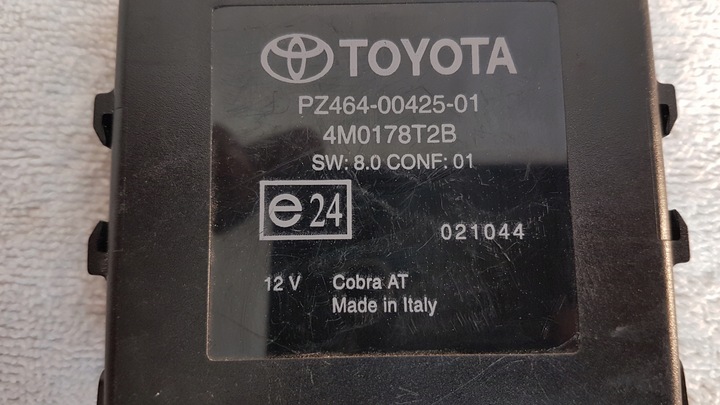 TOYOTA
PZ464-00425-01
4M0178T2B
SW: 8.0 CONF: 01
e24
021044
12 V Cobra AT
Made in Italy